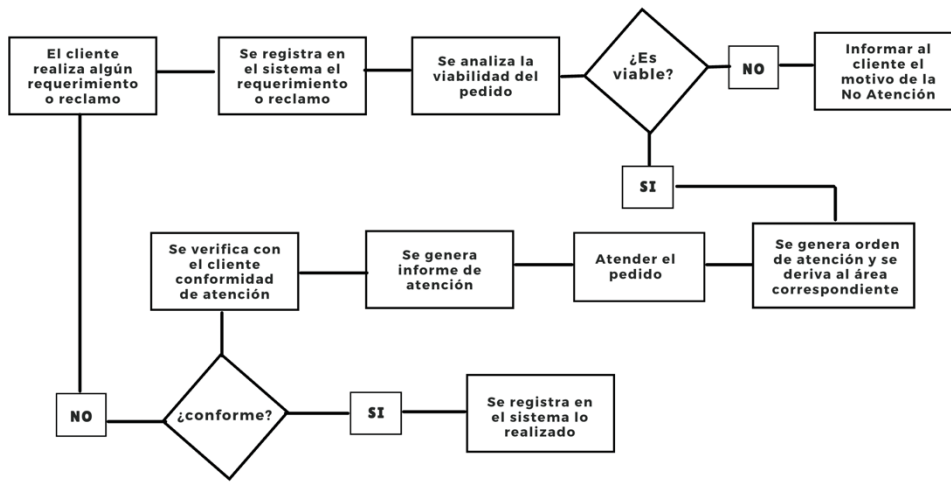 El cliente
realiza algún
requerimiento
o reclamo
Se registra en
el sistema el
requerimiento
o reclamo
Se analiza la
viabilidad del
pedido
¿Es
viable?
NO
Informar al
cliente el
motivo de la
No Atención
SI
Se verifica con
el cliente
conformidad
de atención
Se genera
informe de
atención
Atender el
pedido
Se genera orden
de atención y se
deriva al área
correspondiente
NO
¿conforme?
SI
Se registra en
el sistema lo
realizado